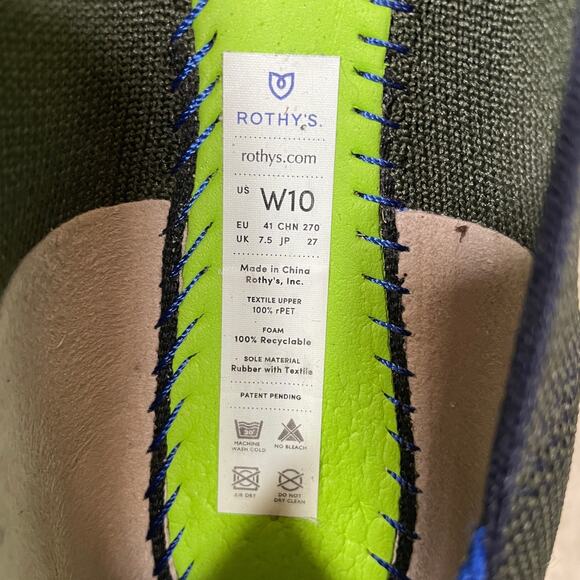 ROTHY'S
rothys.com
US W10
EU 41 CHN 270
UK 7.5 JP 27
Made in China
Rothy's, Inc.
TEXTILE UPPER
100% rPET
FOAM
100% Recyclable
SOLE MATERIAL
Rubber with Textile
PATENT PENDING
30°
MACHINE WASH COLD
NO BLEACH
AIR DRY
DO NOT DRY CLEAN